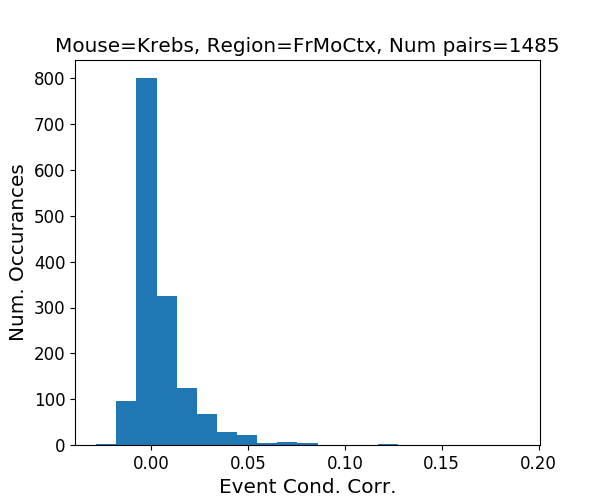 Mouse=Krebs, Region=FrMoCtx, Num pairs=1485
Num. Occurances
800
700
600
500
400
300
200
100
0
0.00 0.05 0.10 0.15 0.20
Event Cond. Corr.